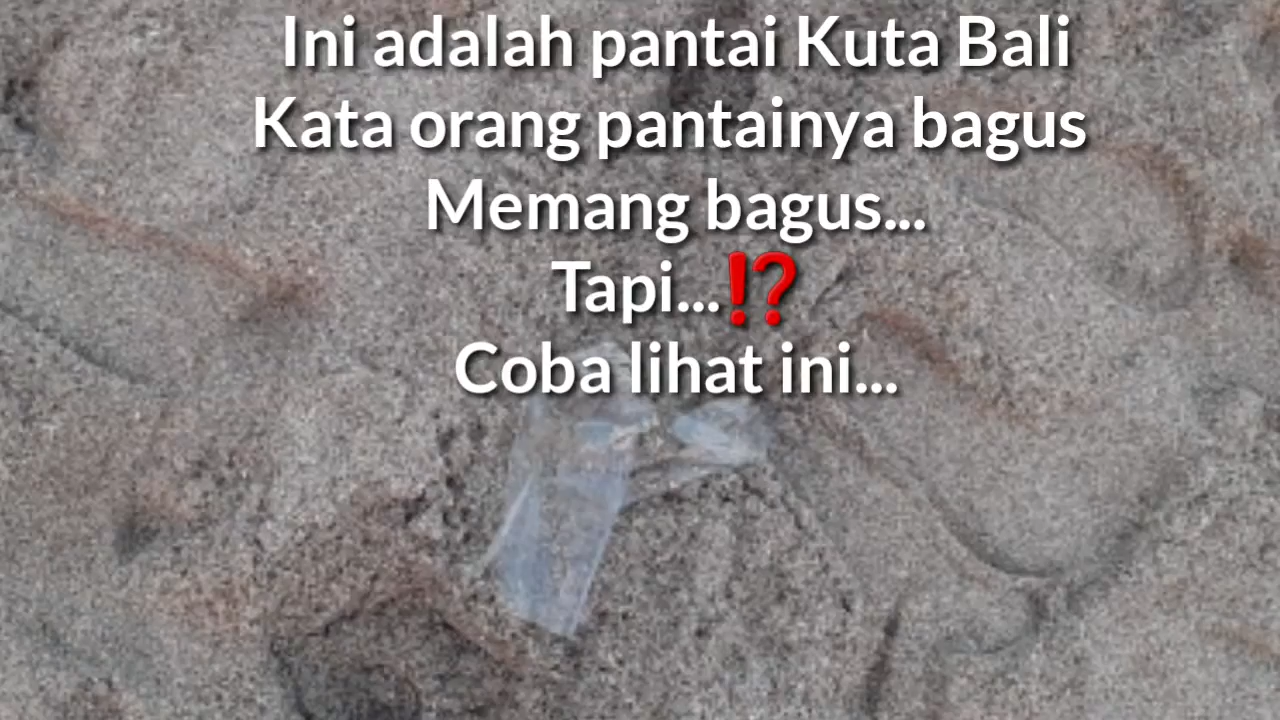 Ini adalah pantai Kuta Bali
Kata orang pantainya bagus
Memang bagus...
Tapi...⁉️
Coba lihat ini...